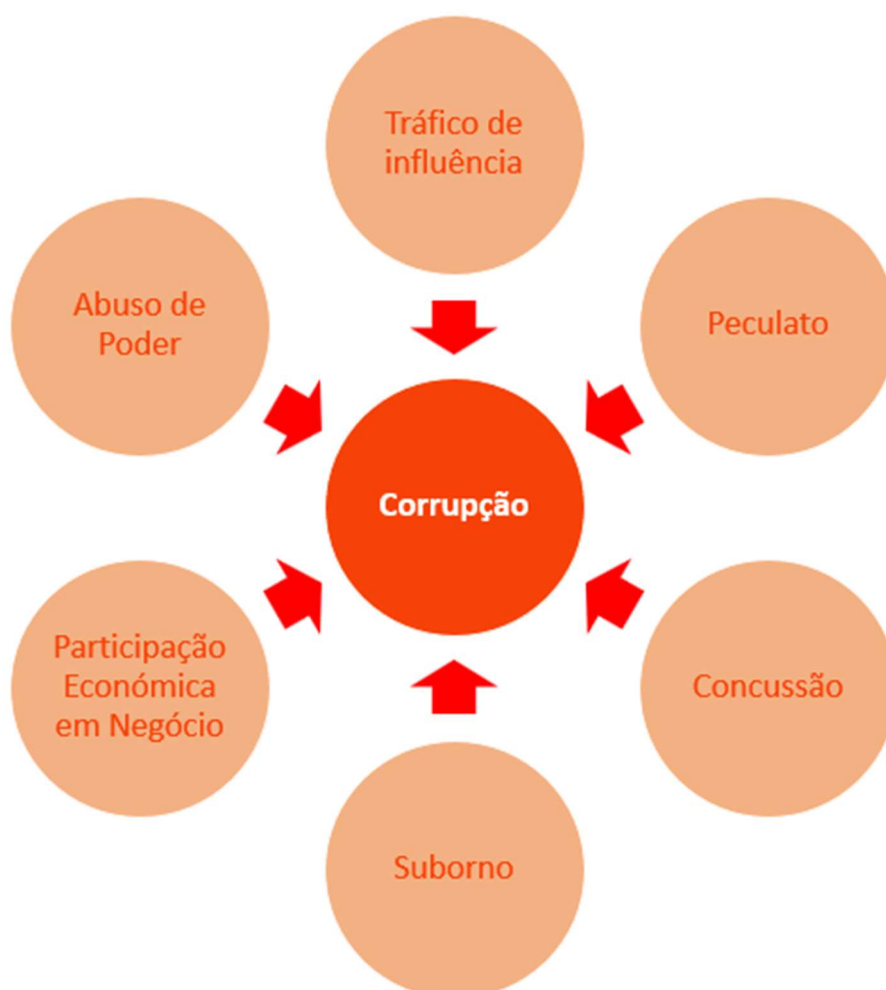 Tráfico de
influência
Abuso de
Poder
Peculato
Corrupção
Participação
Económica
em Negócio
Concussão
Suborno